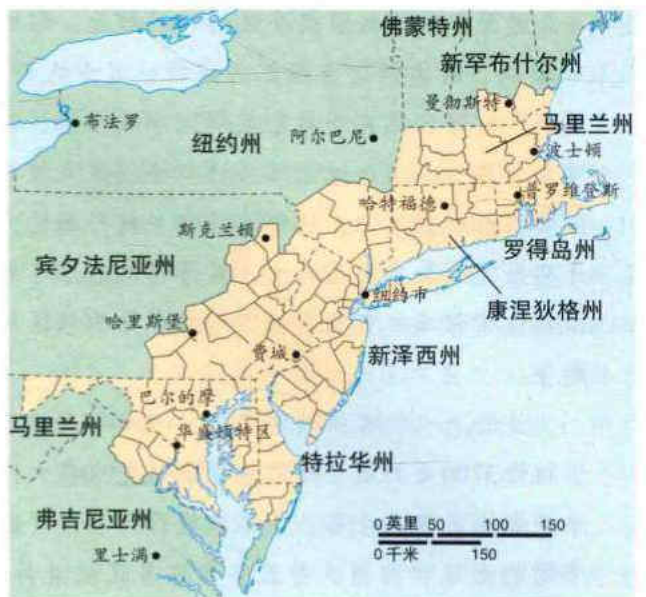 佛蒙特州
新罕布什尔州
曼彻斯特
马里兰州
布法罗
纽约州
阿尔巴尼
波士顿
普罗维登斯
哈特福德
斯克兰顿
罗得岛州
宾夕法尼亚州
纽约市
康涅狄格州
哈里斯堡
费城
新泽西州
巴尔的摩
马里兰州
华盛顿特区
特拉华州
弗吉尼亚州
里士满
0 英里 50 100 150
0 千米 150